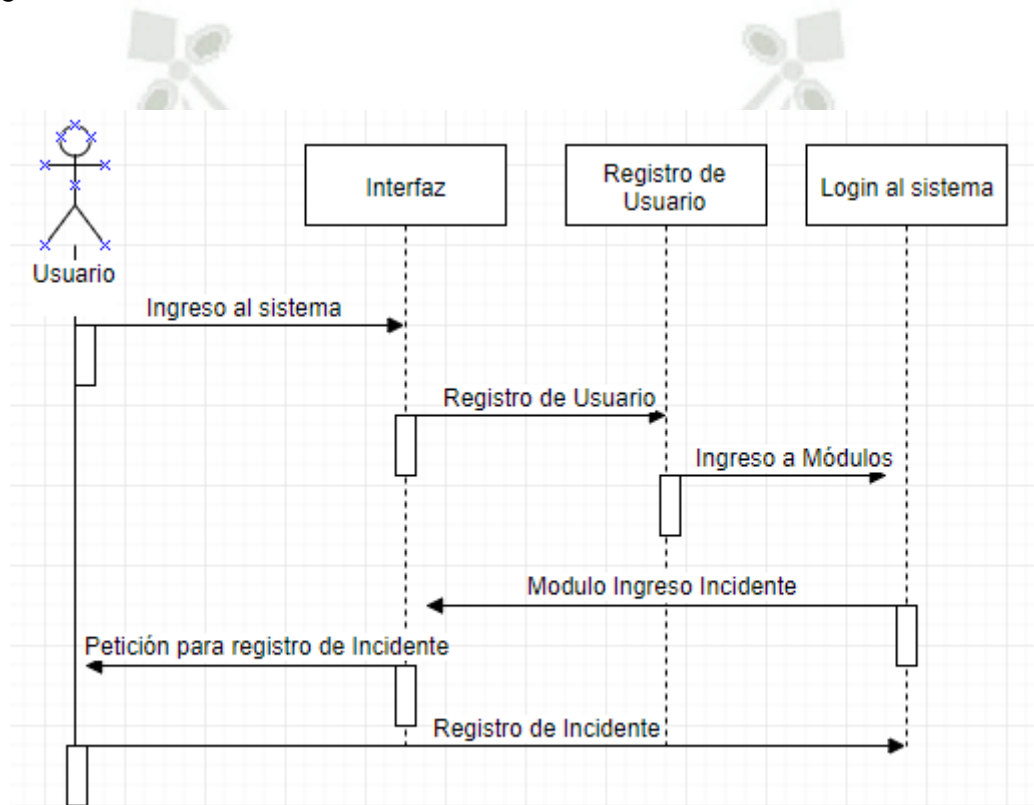 Interfaz
Registro de
Usuario
Login al sistema
Usuario
Ingreso al sistema
Registro de Usuario
Ingreso a Módulos
Modulo Ingreso Incidente
Petición para registro de Incidente
Registro de Incidente